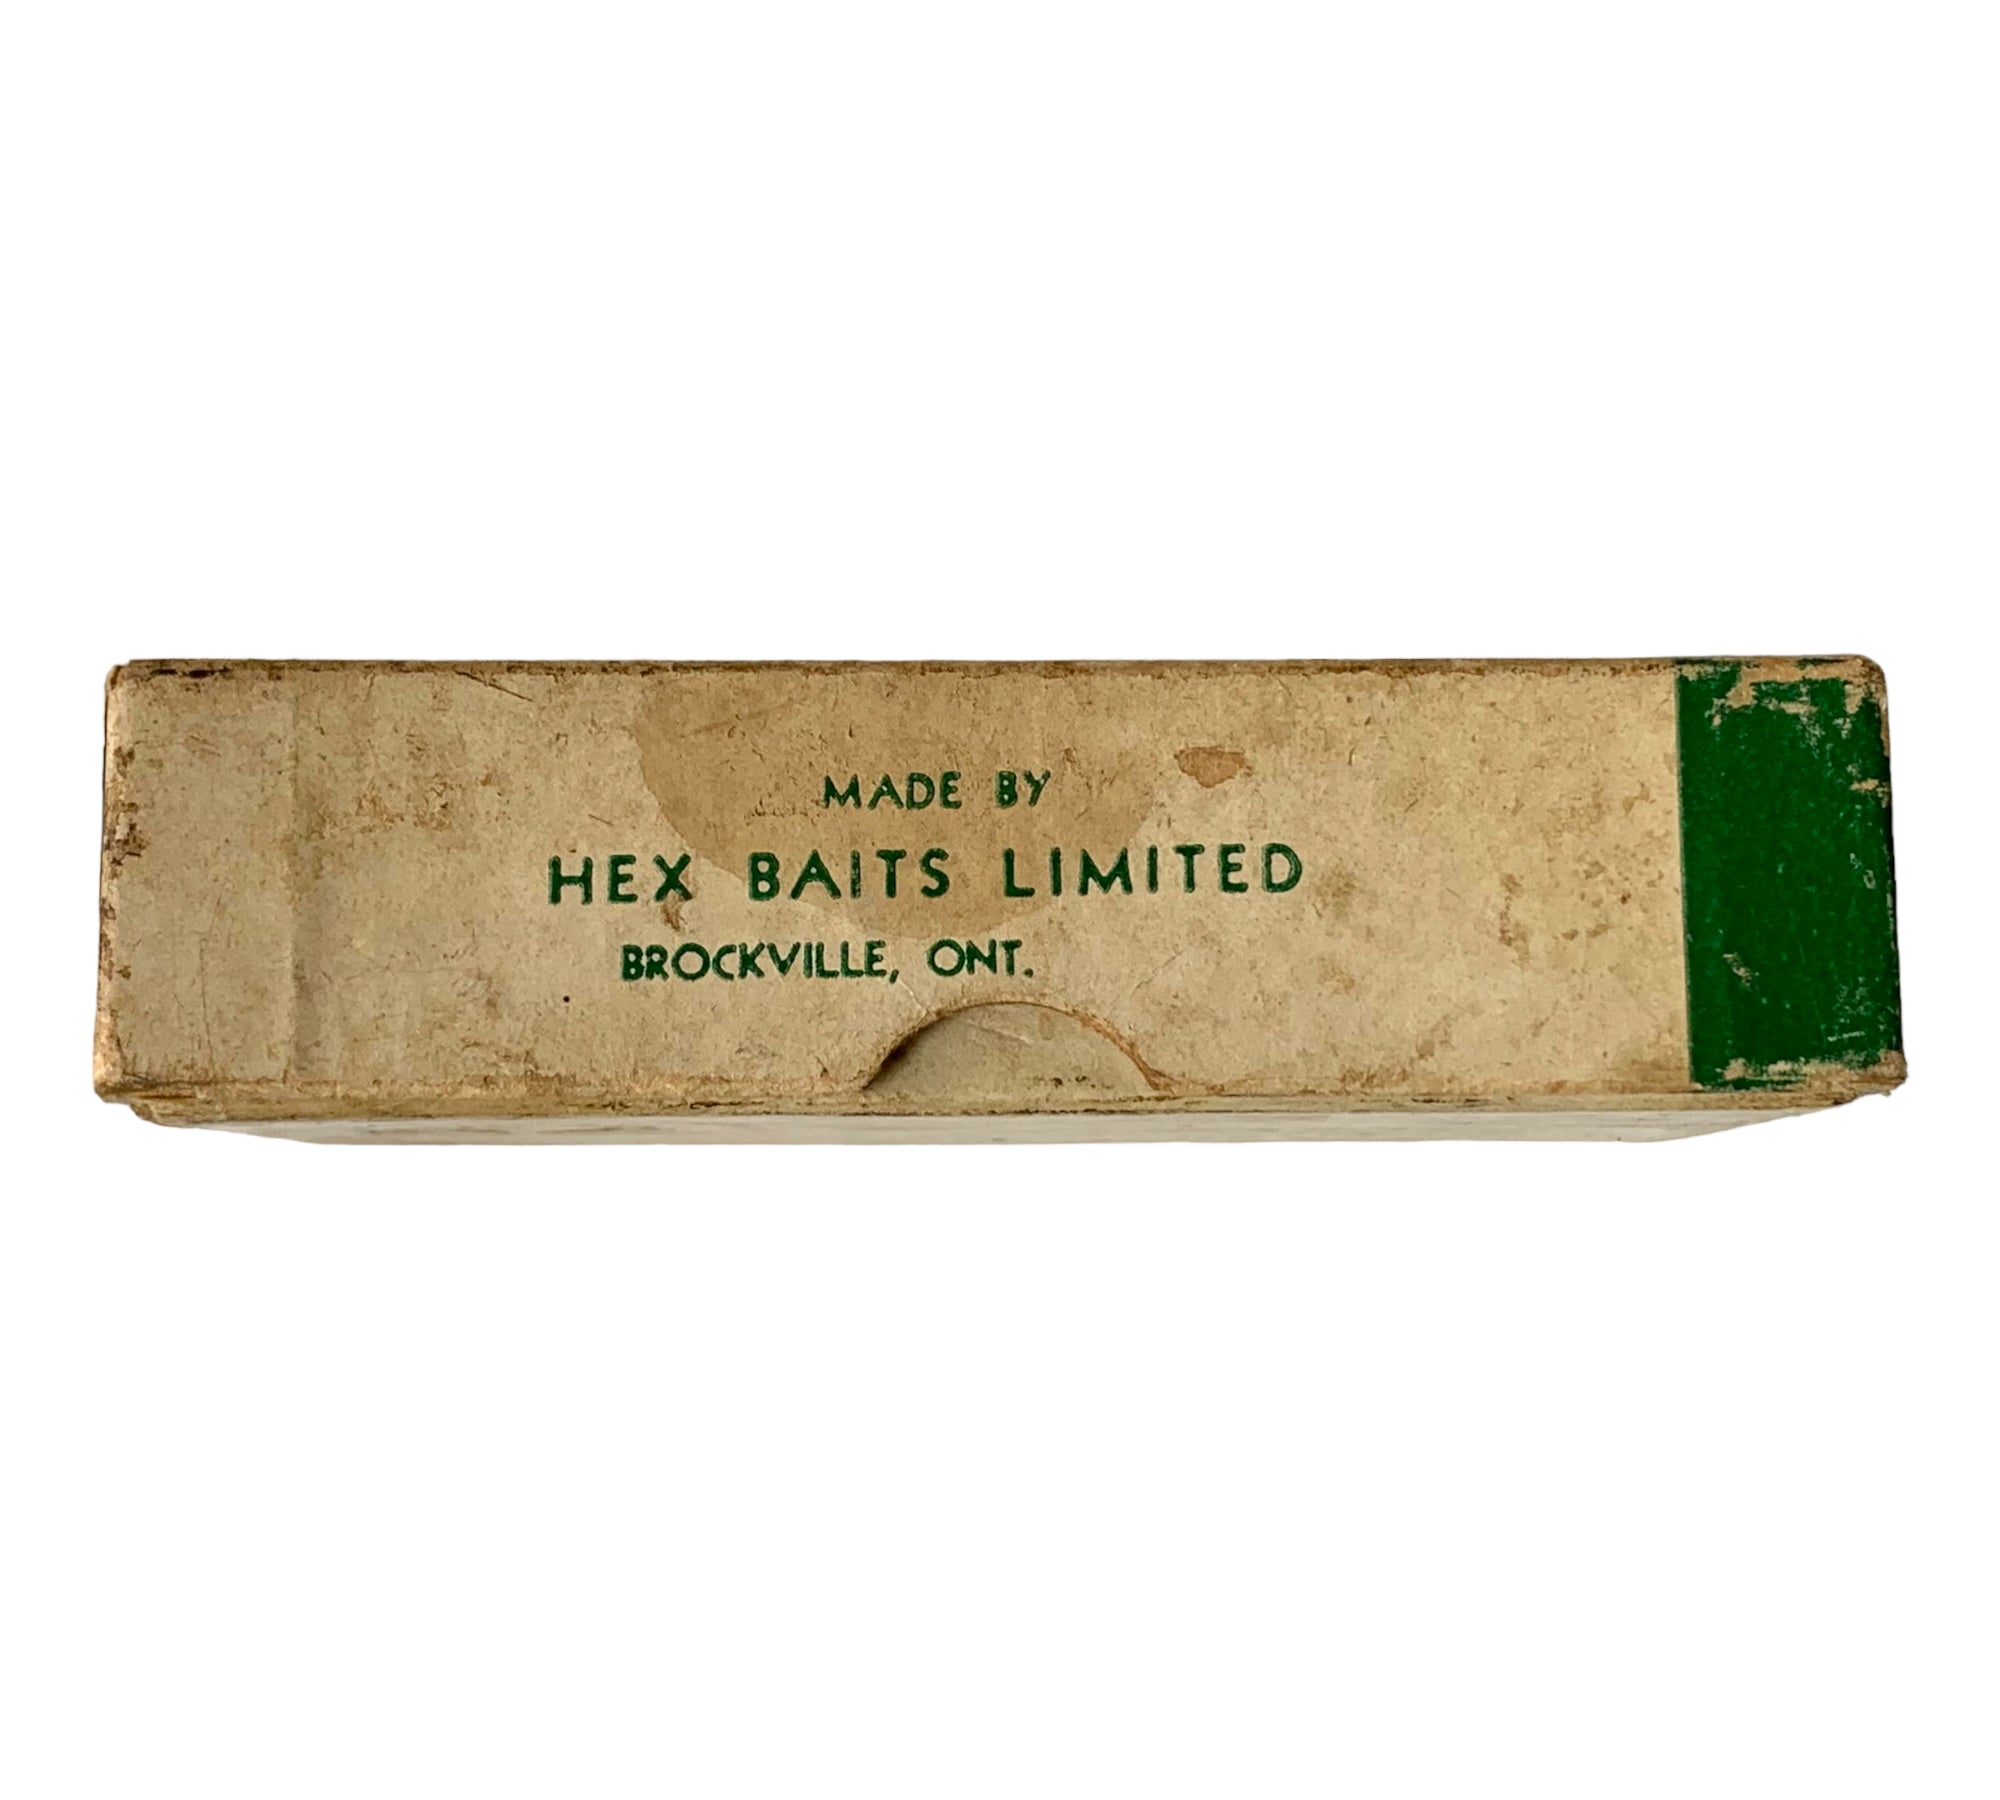 MADE BY
HEX BAITS LIMITED
BROCKVILLE, ONT.